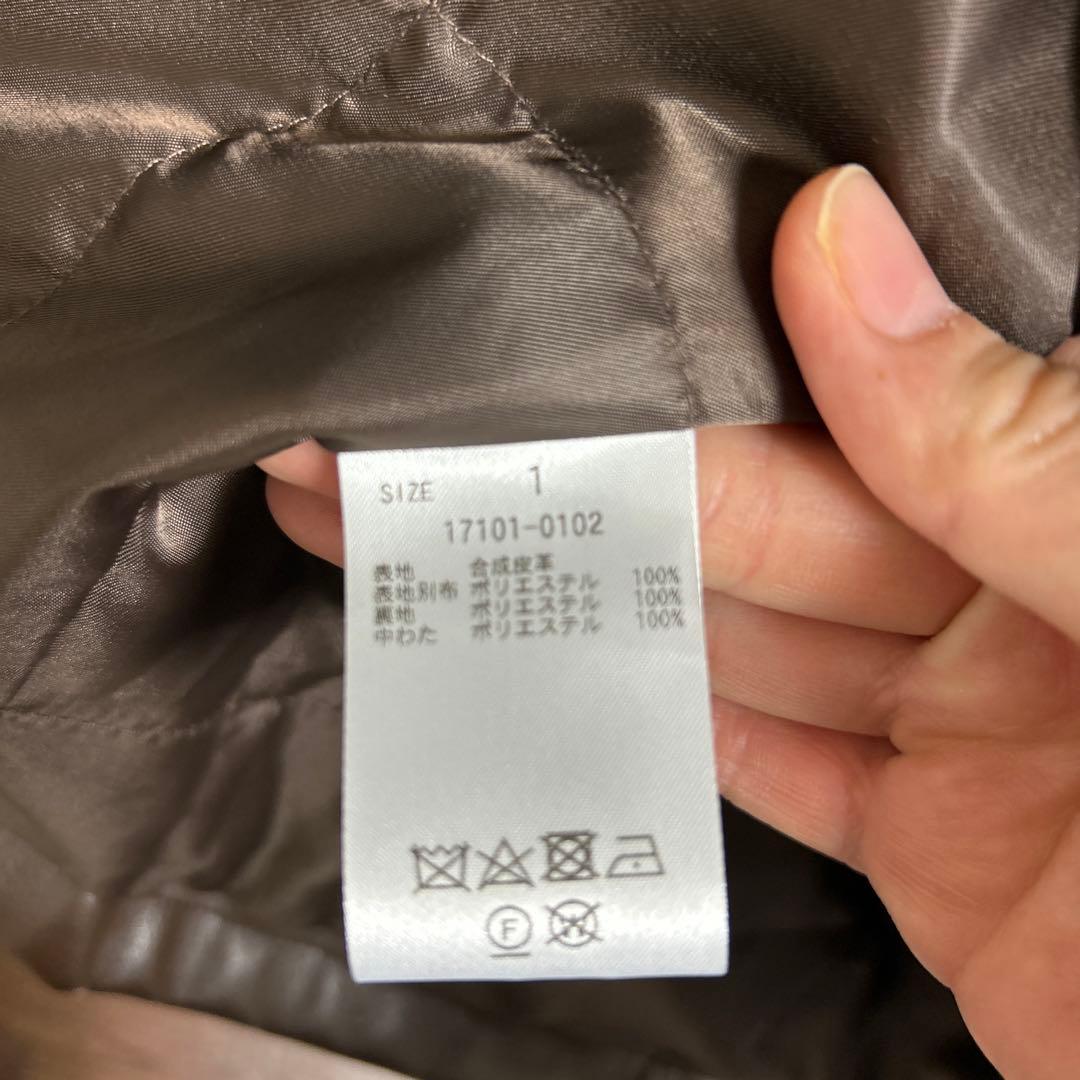 SIZE 1
17101-0102
表地 合成皮革
表地別布 ポリエステル 100%
裏地 ポリエステル 100%
中わた ポリエステル 100%
F
W